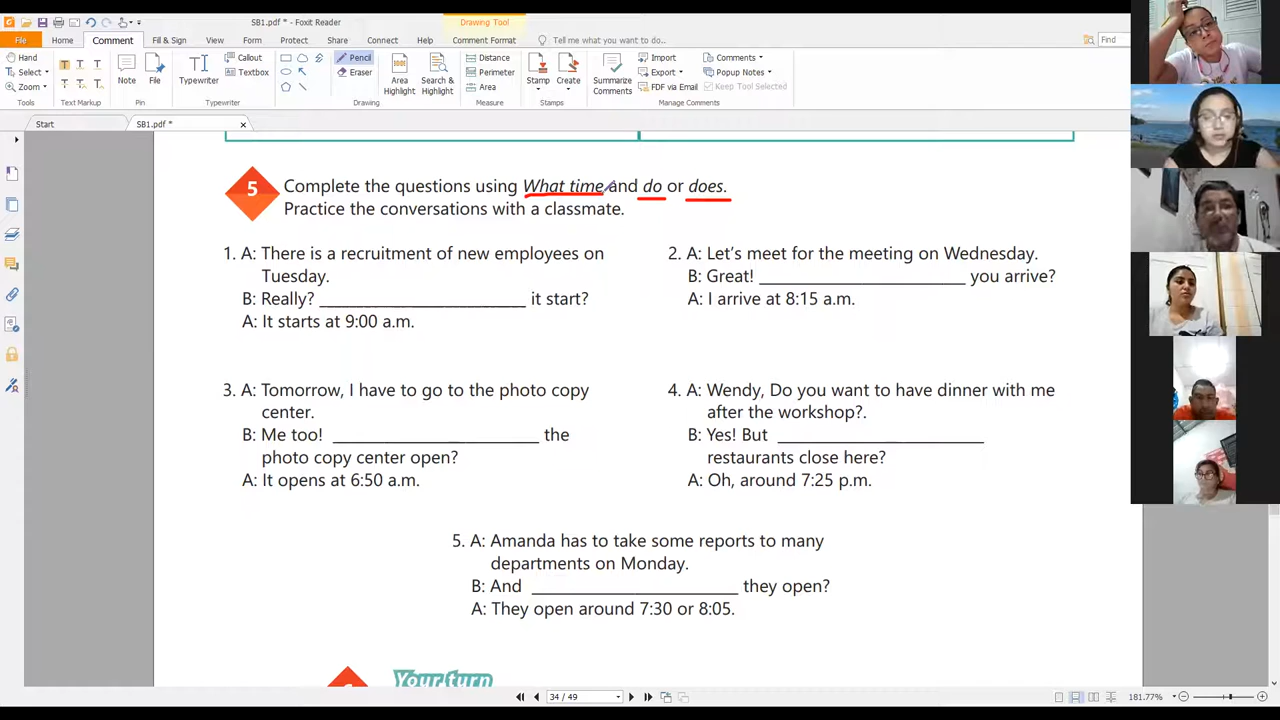 SB1.pdf * - Foxit Reader
Drawing Tool
File Home Comment Fill & Sign View Form Protect Share Connect Help Comment Format Tell me what you want to do.. Find
Hand Select Zoom Tools
T T T T T T Text Markup
Note File Pin
Typewriter Callout Textbox Typewriter
Pencil Eraser Drawing
Area Highlight Search & Highlight
Distance Perimeter Area Measure
Stamp Create Stamps
Summarize Comments Import Export FDF via Email Comments Popup Notes Keep Tool Selected Manage Comments
Start SB1.pdf *
5 Complete the questions using What time and do or does.
Practice the conversations with a classmate.
1. A: There is a recruitment of new employees on
Tuesday.
B: Really? ______________________ it start?
A: It starts at 9:00 a.m.
2. A: Let's meet for the meeting on Wednesday.
B: Great! ______________________ you arrive?
A: I arrive at 8:15 a.m.
3. A: Tomorrow, I have to go to the photo copy
center.
B: Me too! ______________________ the
photo copy center open?
A: It opens at 6:50 a.m.
4. A: Wendy, Do you want to have dinner with me
after the workshop?.
B: Yes! But ______________________
restaurants close here?
A: Oh, around 7:25 p.m.
5. A: Amanda has to take some reports to many
departments on Monday.
B: And ______________________ they open?
A: They open around 7:30 or 8:05.
Your turn
34 / 49
181.77%